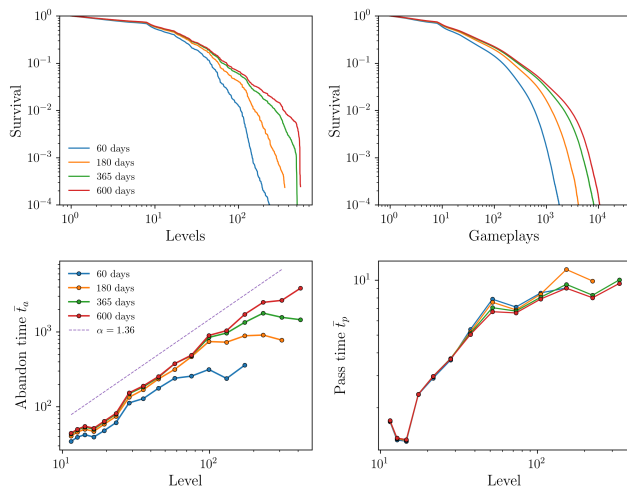 10^0
10^-1
10^-2
10^-3
10^-4
Survival
60 days
180 days
365 days
600 days
10^0
10^1
10^2
Levels
10^0
10^-1
10^-2
10^-3
10^-4
Survival
10^0
10^1
10^2
10^3
10^4
Gameplays
10^3
10^2
Abandon time t̄_a
60 days
180 days
365 days
600 days
α = 1.36
10^1
10^2
Level
10^1
Pass time t̄_p
10^1
10^2
Level